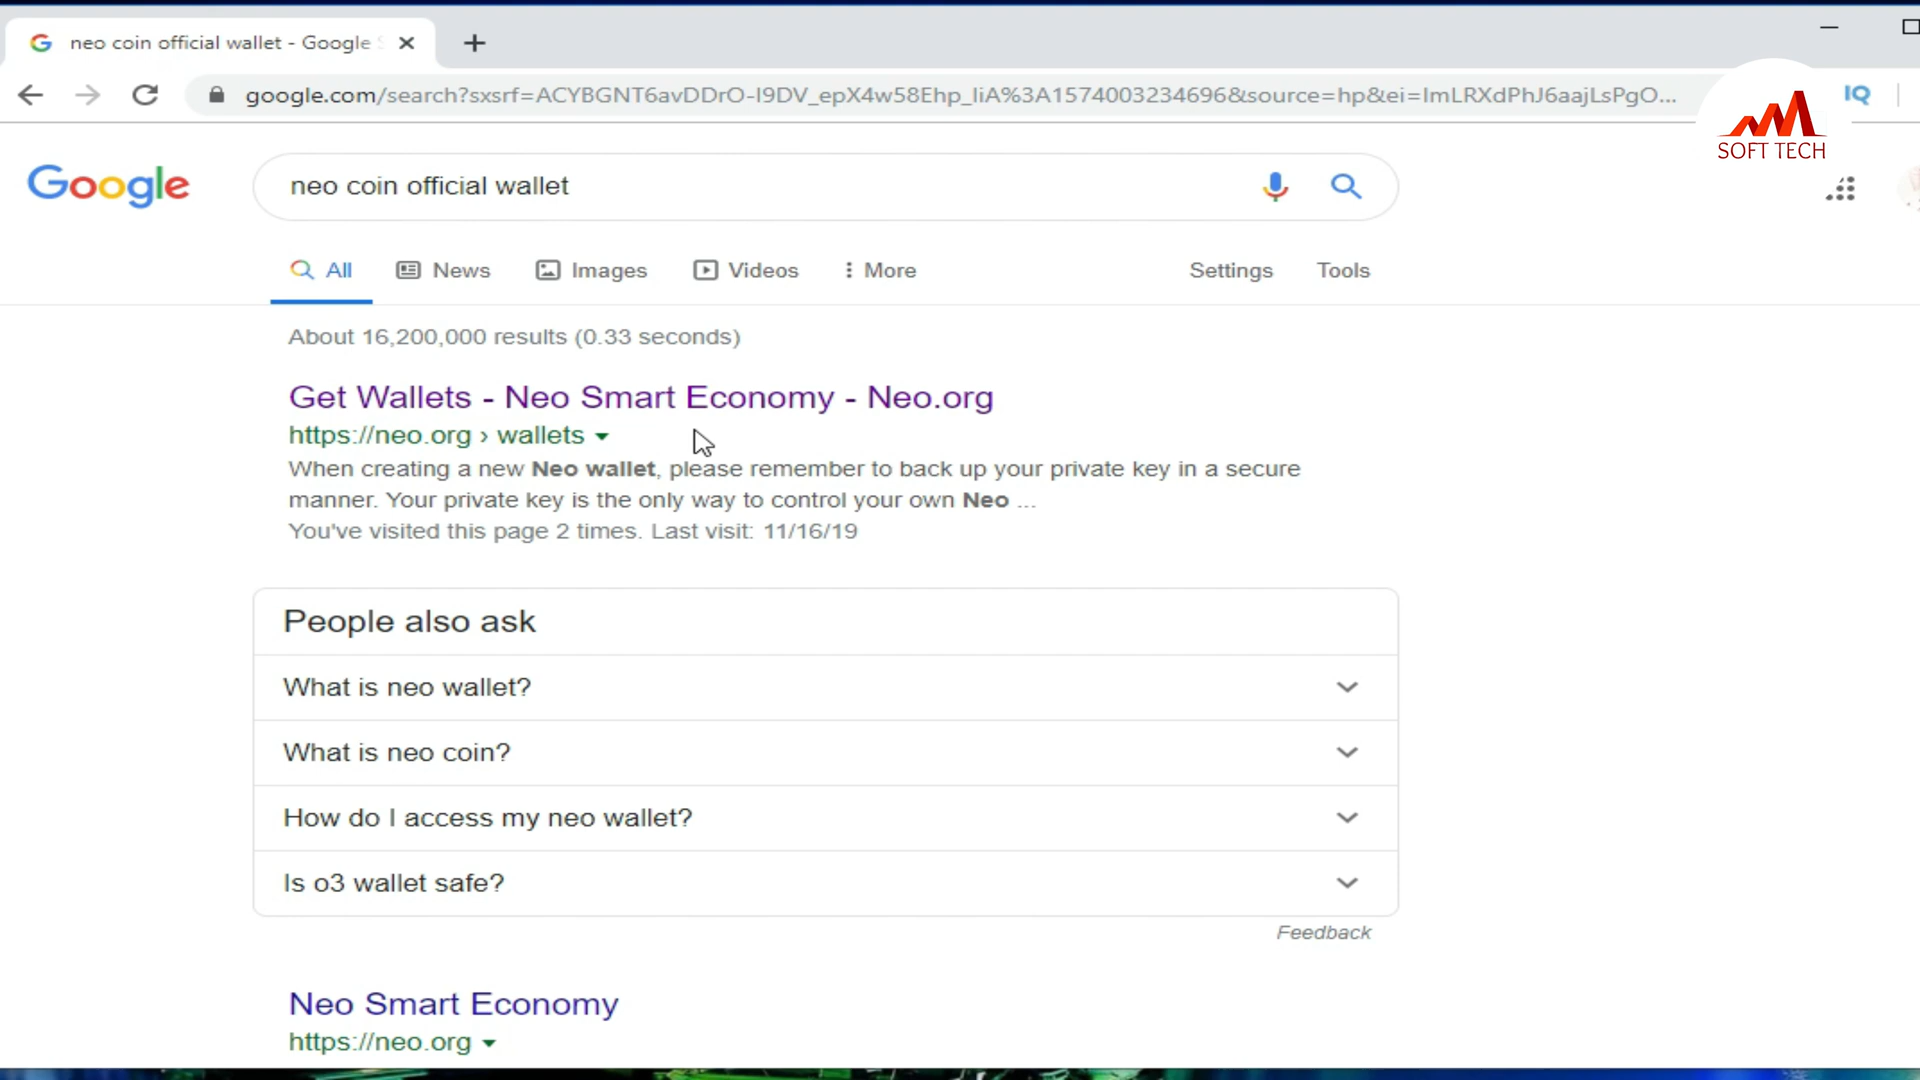 neo coin official wallet - Google S
google.com/search?sxsrf=ACYBGNT6avDDrO-I9DV_epX4w58Ehp_liA%3A1574003234696&source=hp&ei=ImLRXdPhJ6aajLsPgO...
IQ
SOFT TECH
Google
neo coin official wallet
All News Images Videos More Settings Tools
About 16,200,000 results (0.33 seconds)
Get Wallets - Neo Smart Economy - Neo.org
https://neo.org › wallets
When creating a new Neo wallet, please remember to back up your private key in a secure
manner. Your private key is the only way to control your own Neo ...
You've visited this page 2 times. Last visit: 11/16/19
People also ask
What is neo wallet?
What is neo coin?
How do I access my neo wallet?
Is o3 wallet safe?
Feedback
Neo Smart Economy
https://neo.org